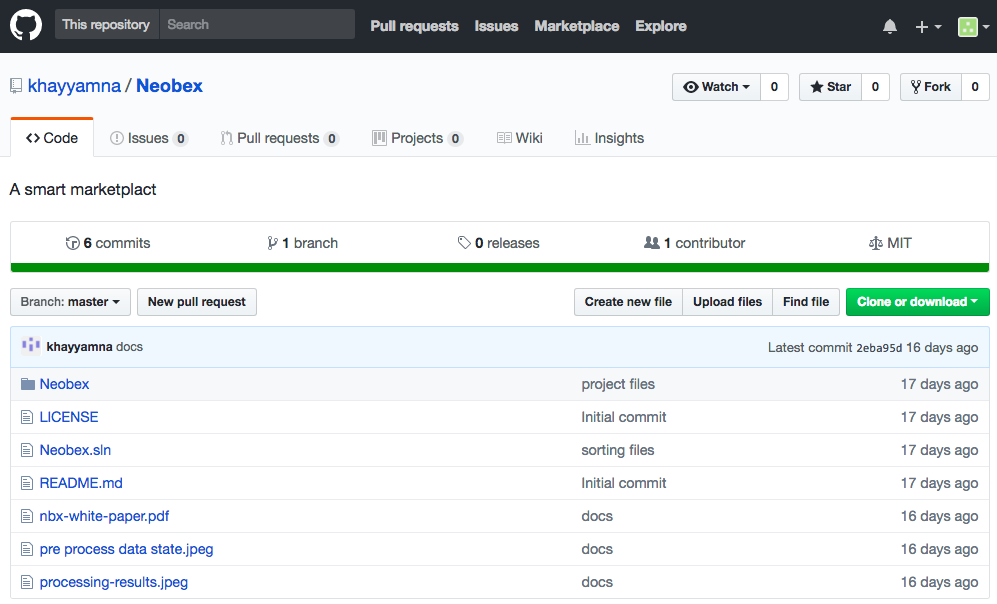 This repository Search Pull requests Issues Marketplace Explore
khayyamna / Neobex Watch 0 Star 0 Fork 0
Code Issues 0 Pull requests 0 Projects 0 Wiki Insights
A smart marketplact
6 commits 1 branch 0 releases 1 contributor MIT
Branch: master New pull request Create new file Upload files Find file Clone or download
khayyamna docs Latest commit 2eba95d 16 days ago
Neobex project files 17 days ago
LICENSE Initial commit 17 days ago
Neobex.sln sorting files 17 days ago
README.md Initial commit 17 days ago
nbx-white-paper.pdf docs 16 days ago
pre process data state.jpeg docs 16 days ago
processing-results.jpeg docs 16 days ago